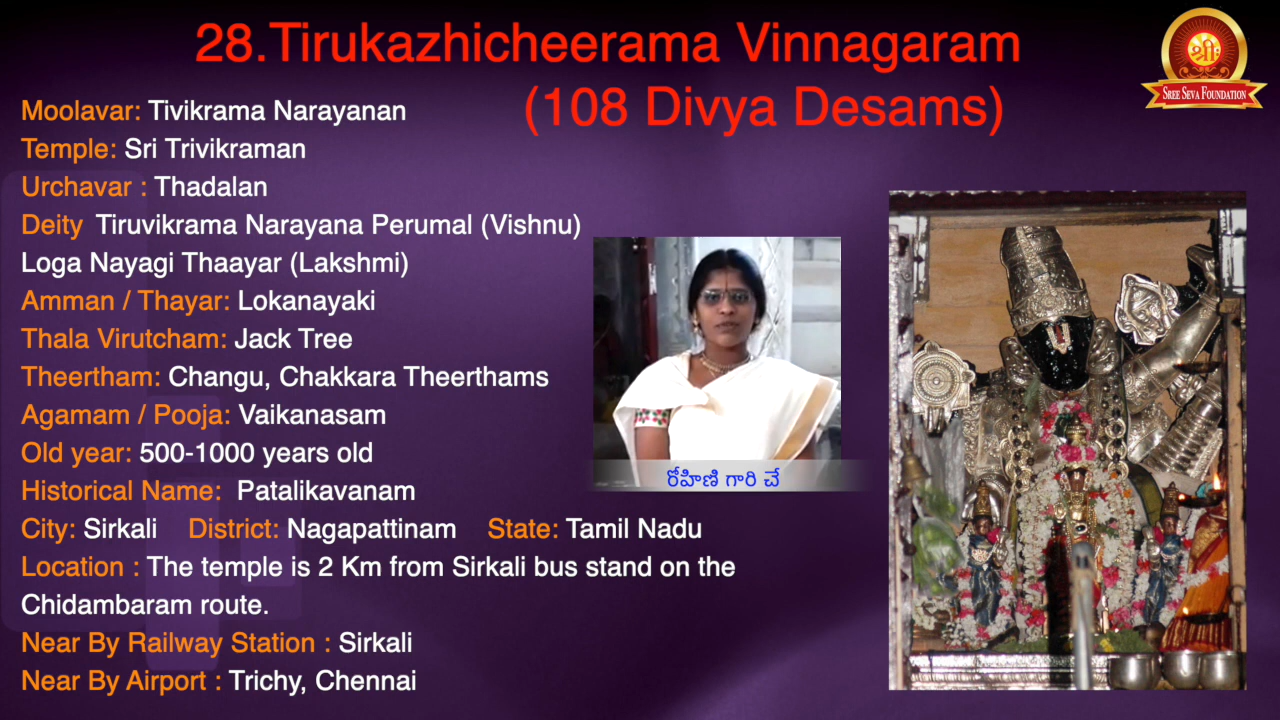 28.Tirukazhicheerama Vinnagaram
(108 Divya Desams)
श्रीः
SREE SEVA FOUNDATION
Moolavar: Tivikrama Narayanan
Temple: Sri Trivikraman
Urchavar : Thadalan
Deity Tiruvikrama Narayana Perumal (Vishnu)
Loga Nayagi Thaayar (Lakshmi)
Amman / Thayar: Lokanayaki
Thala Virutcham: Jack Tree
Theertham: Changu, Chakkara Theerthams
Agamam / Pooja: Vaikanasam
Old year: 500-1000 years old
Historical Name: Patalikavanam
City: Sirkali District: Nagapattinam State: Tamil Nadu
Location : The temple is 2 Km from Sirkali bus stand on the
Chidambaram route.
Near By Railway Station : Sirkali
Near By Airport : Trichy, Chennai
రోహిణి గారి చే